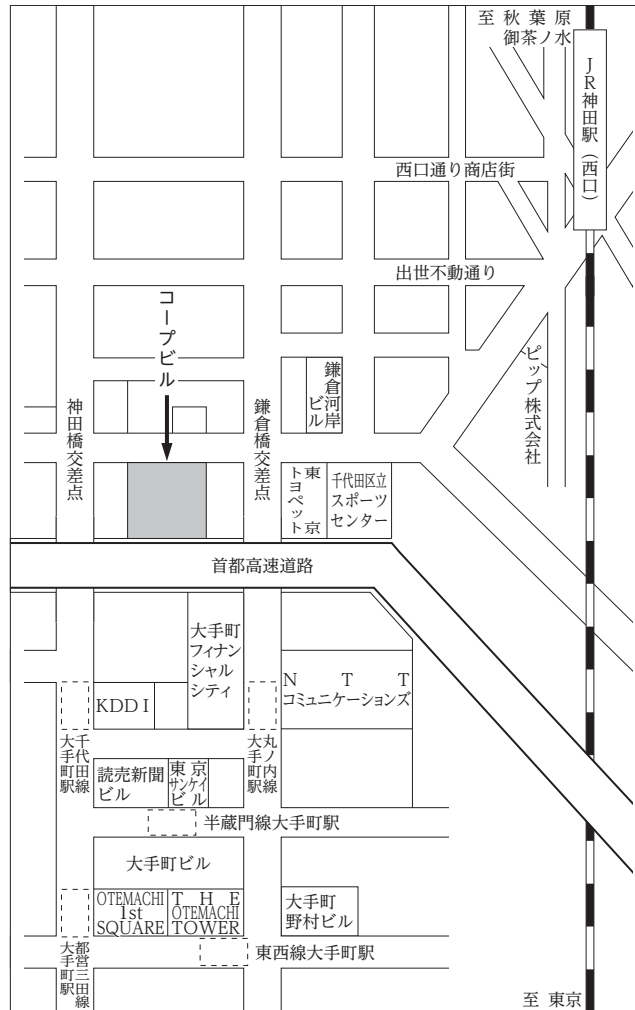 至 秋 葉 原
御茶ノ水
JR神田駅（西口）
西口通り商店街
出世不動通り
コープビル
ピップ株式会社
鎌倉河岸
ビル
神田橋交差点
鎌倉橋交差点
東京
トヨペット
千代田区立
スポーツ
センター
首都高速道路
大手町
フィナン
シャル
シティ
N T T
コミュニケーションズ
KDD I
千代田線
大手町駅
丸ノ内線
大手町駅
読売新聞
ビル
東 京
サンケイ
ビル
半蔵門線大手町駅
大手町ビル
OTEMACHI
1st
SQUARE
T H E
OTEMACHI
TOWER
大手町
野村ビル
東西線大手町駅
都営三田線
大手町駅
至 東京